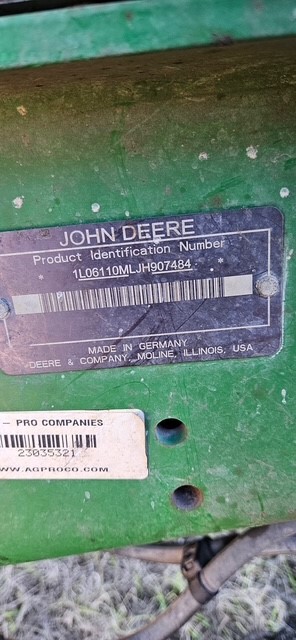 JOHN DEERE
Product Identification Number
1L06110MLJH907484 *
MADE IN GERMANY
DEERE & COMPANY, MOLINE, ILLINOIS, USA
- PRO COMPANIES
23035321
WWW.AGPROCO.COM